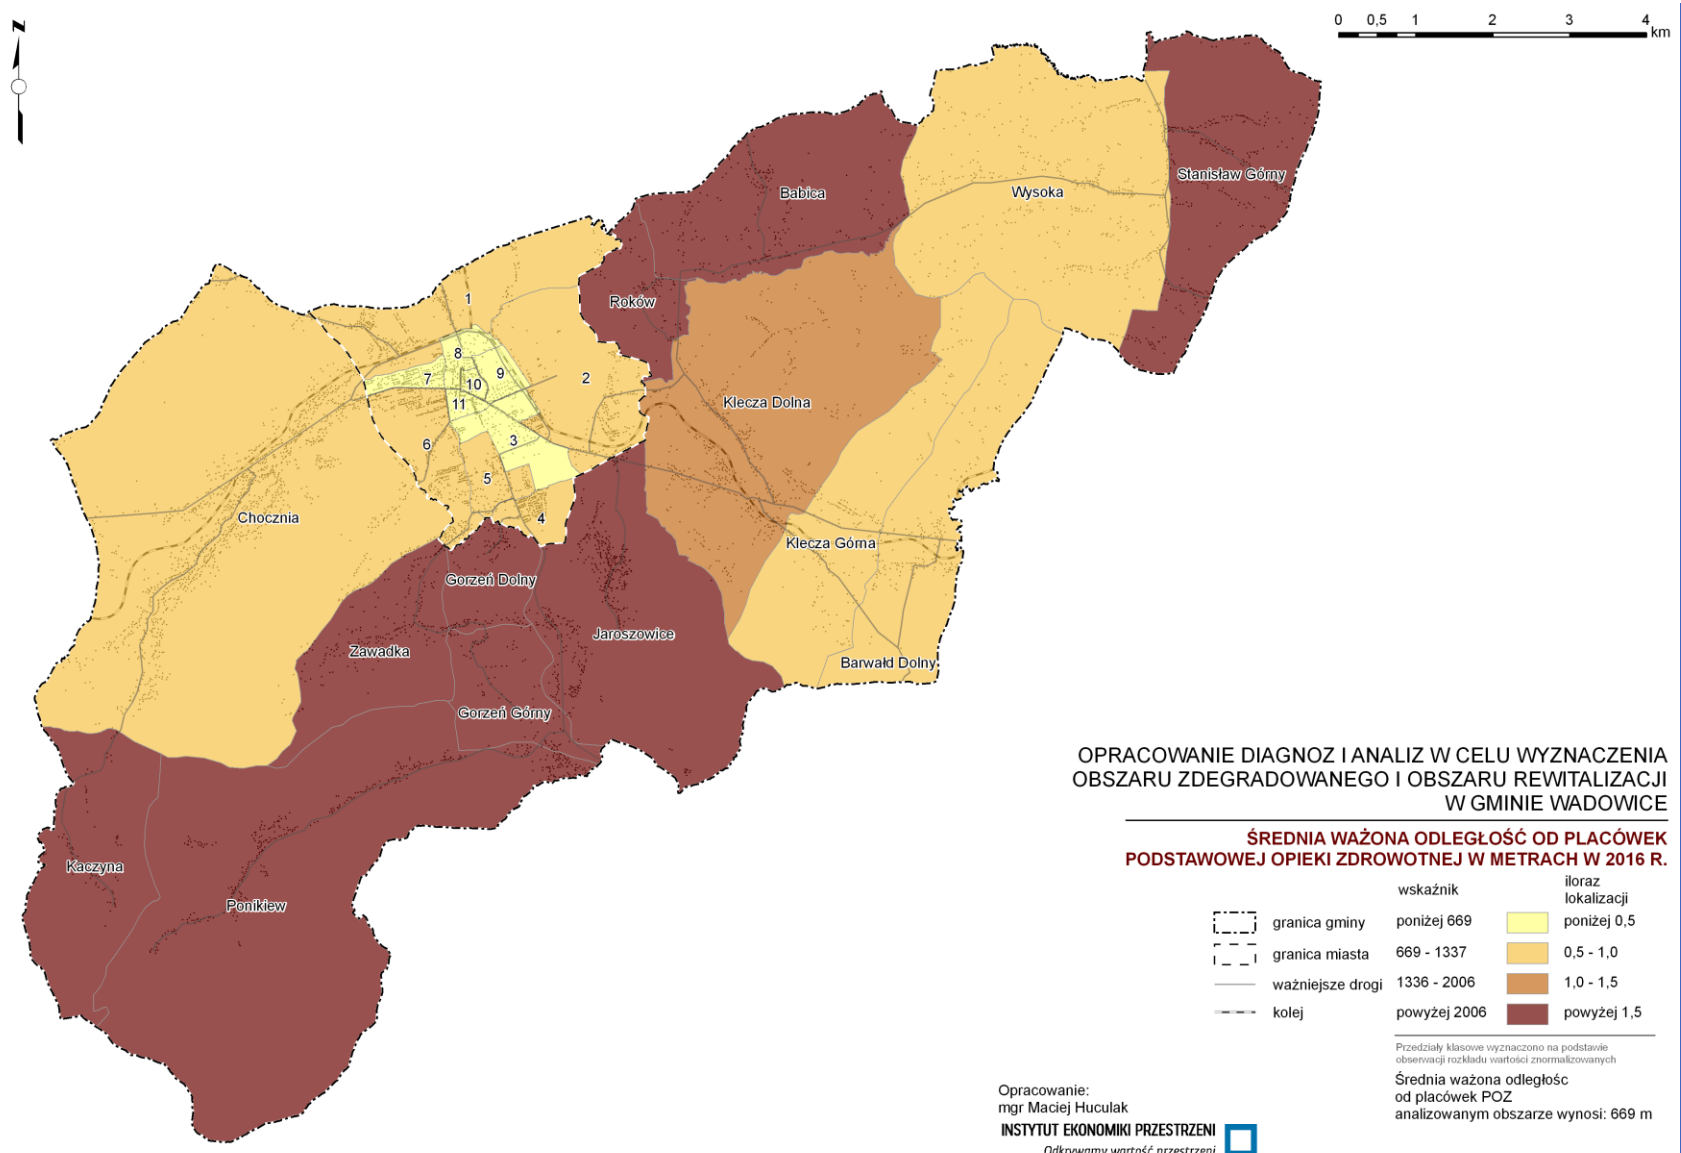 N
0 0,5 1 2 3 4
km
Stanisław Górny
Babica
Wysoka
Roków
1
8
7
10
9
2
11
Klecza Dolna
6
3
5
Chocznia
4
Klecza Górna
Gorzeń Dolny
Jaroszowice
Zawadka
Barwałd Dolny
Gorzeń Górny
Kaczyna
Ponikiew
OPRACOWANIE DIAGNOZ I ANALIZ W CELU WYZNACZENIA
OBSZARU ZDEGRADOWANEGO I OBSZARU REWITALIZACJI
W GMINIE WADOWICE
ŚREDNIA WAŻONA ODLEGŁOŚĆ OD PLACÓWEK
PODSTAWOWEJ OPIEKI ZDROWOTNEJ W METRACH W 2016 R.
wskaźnik
iloraz
lokalizacji
granica gminy poniżej 669 poniżej 0,5
granica miasta 669 - 1337 0,5 - 1,0
ważniejsze drogi 1336 - 2006 1,0 - 1,5
kolej powyżej 2006 powyżej 1,5
Przedziały klasowe wyznaczono na podstawie
obserwacji rozkładu wartości znormalizowanych
Średnia ważona odległośc
od placówek POZ
analizowanym obszarze wynosi: 669 m
Opracowanie:
mgr Maciej Huculak
INSTYTUT EKONOMIKI PRZESTRZENI
Odkrywamy wartość przestrzeni